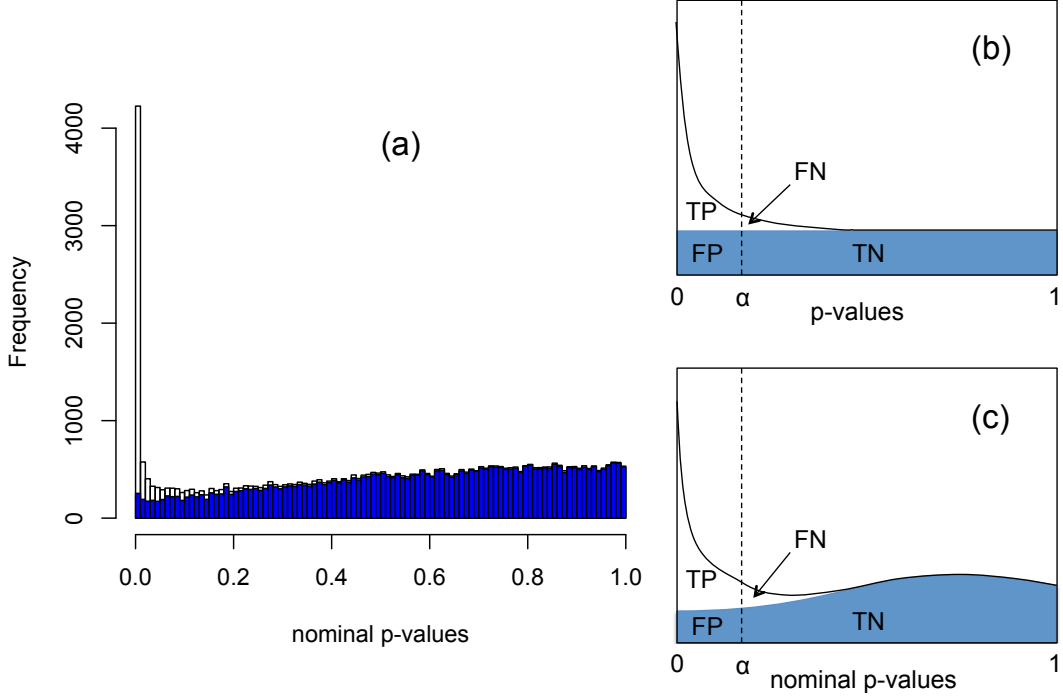 (a)
Frequency
4000
3000
2000
1000
0
0.0 0.2 0.4 0.6 0.8 1.0
nominal p-values
(b)
FN
TP
FP TN
0 α 1
p-values
(c)
FN
TP
FP TN
0 α 1
nominal p-values